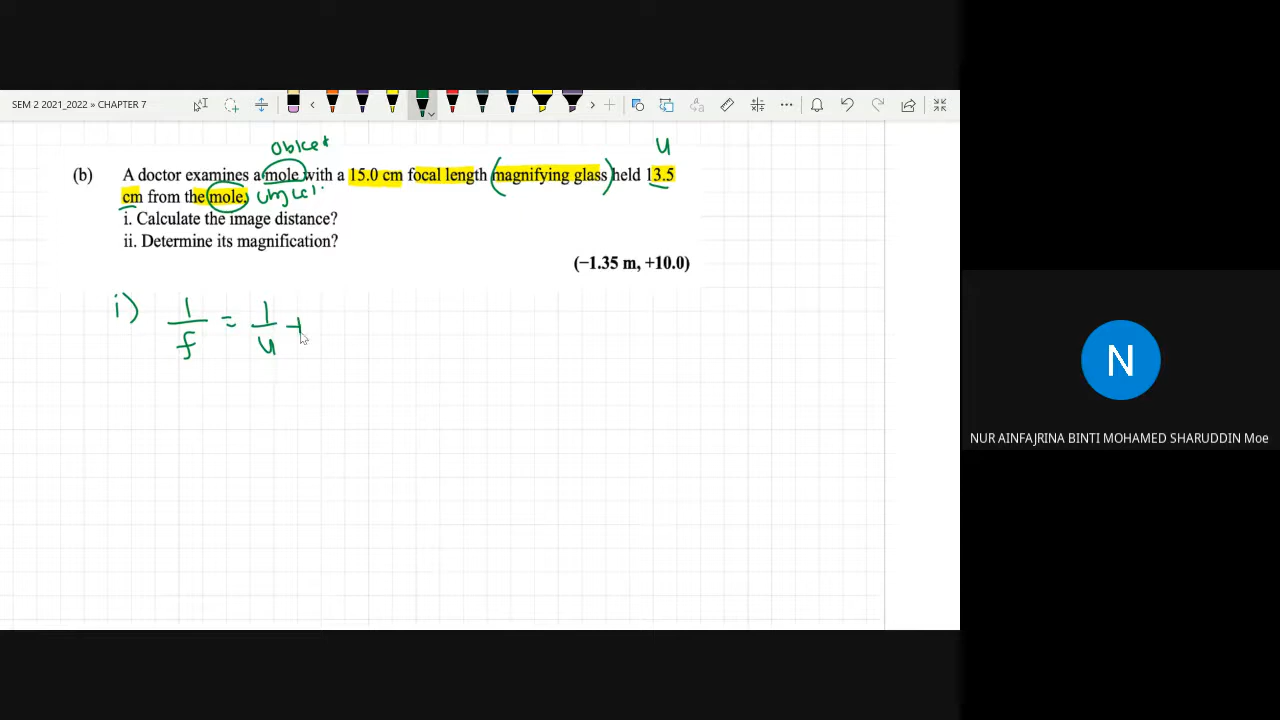 SEM 2 2021_2022 » CHAPTER 7
object
u
(b) A doctor examines a mole with a 15.0 cm focal length (magnifying glass) held 13.5
cm from the mole. object
i. Calculate the image distance?
ii. Determine its magnification?
(−1.35 m, +10.0)
i) 1/f = 1/u +
N
NUR AINFAJRINA BINTI MOHAMED SHARUDDIN Moe